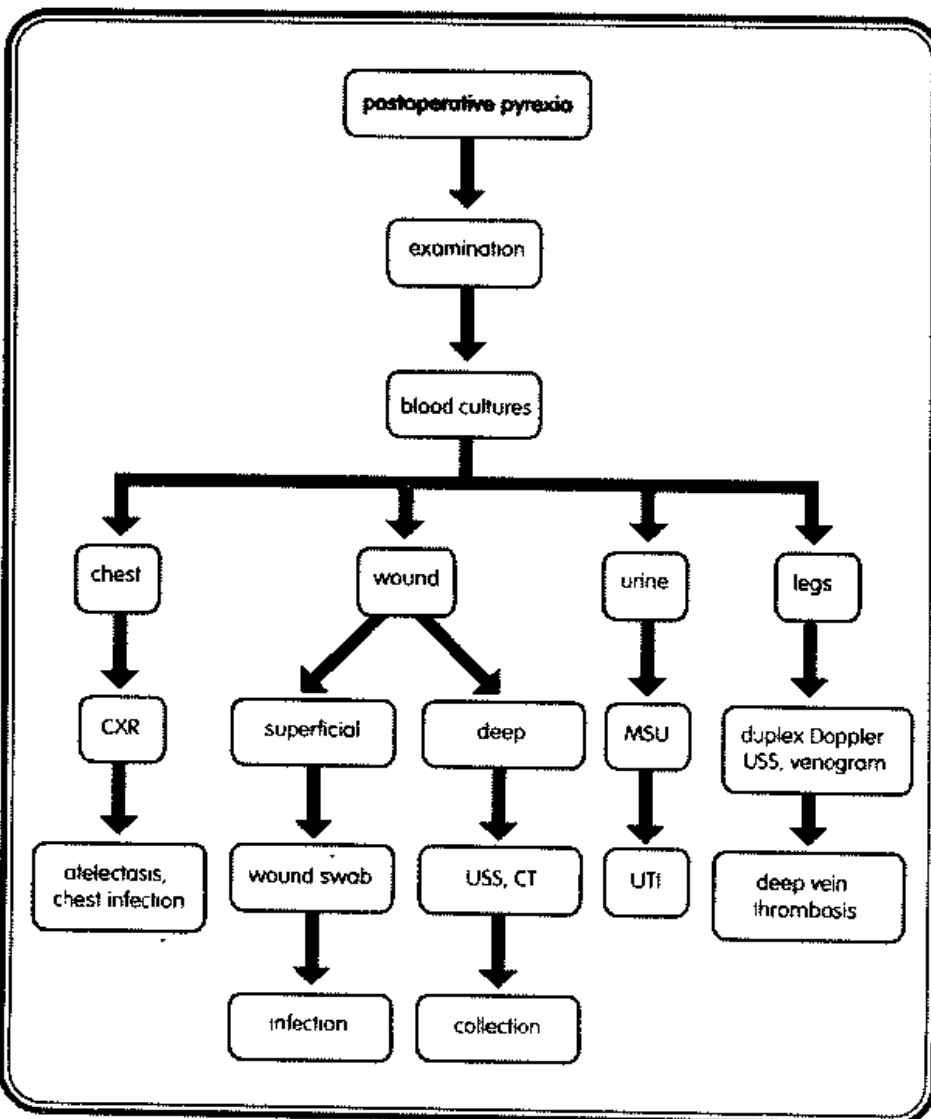 postoperative pyrexia
examination
blood cultures
chest
wound
urine
legs
CXR
superficial
deep
MSU
duplex Doppler
USS, venogram
atelectasis,
chest infection
wound swab
USS, CT
UTI
deep vein
thrombosis
infection
collection